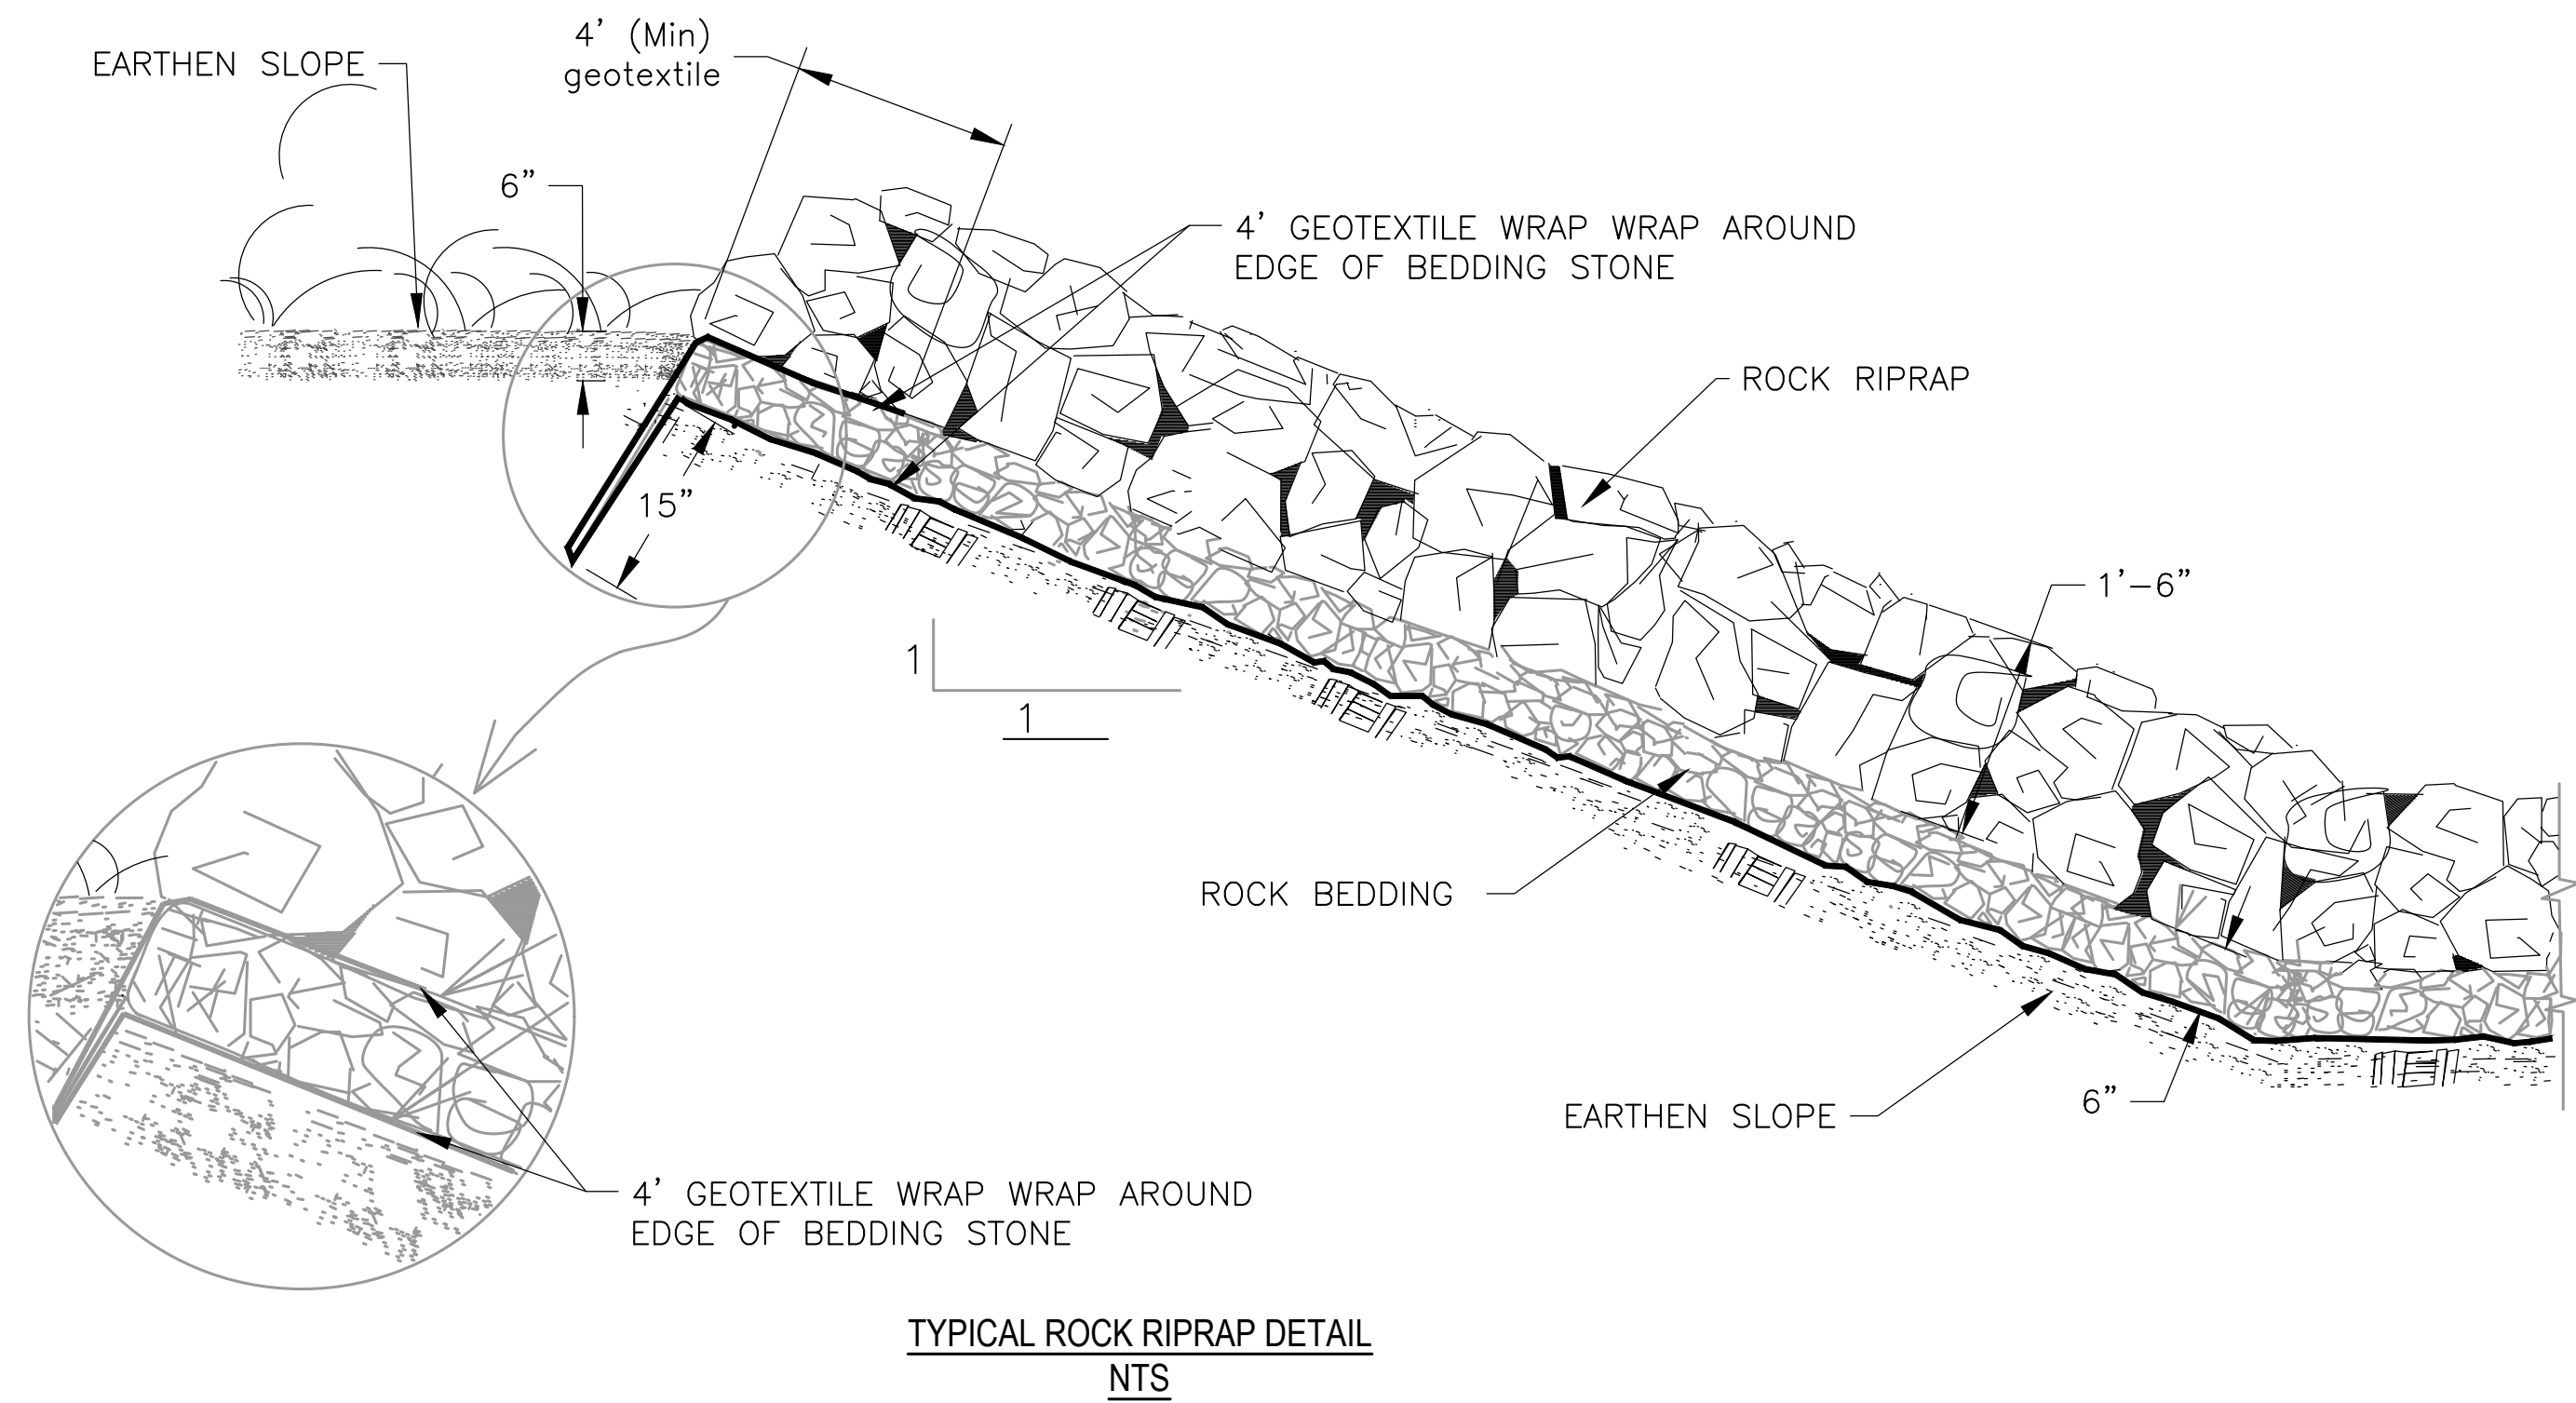 4' (Min)
geotextile
EARTHEN SLOPE
6"
4' GEOTEXTILE WRAP WRAP AROUND
EDGE OF BEDDING STONE
ROCK RIPRAP
15"
1'-6"
1
1
ROCK BEDDING
EARTHEN SLOPE
6"
4' GEOTEXTILE WRAP WRAP AROUND
EDGE OF BEDDING STONE
TYPICAL ROCK RIPRAP DETAIL
NTS